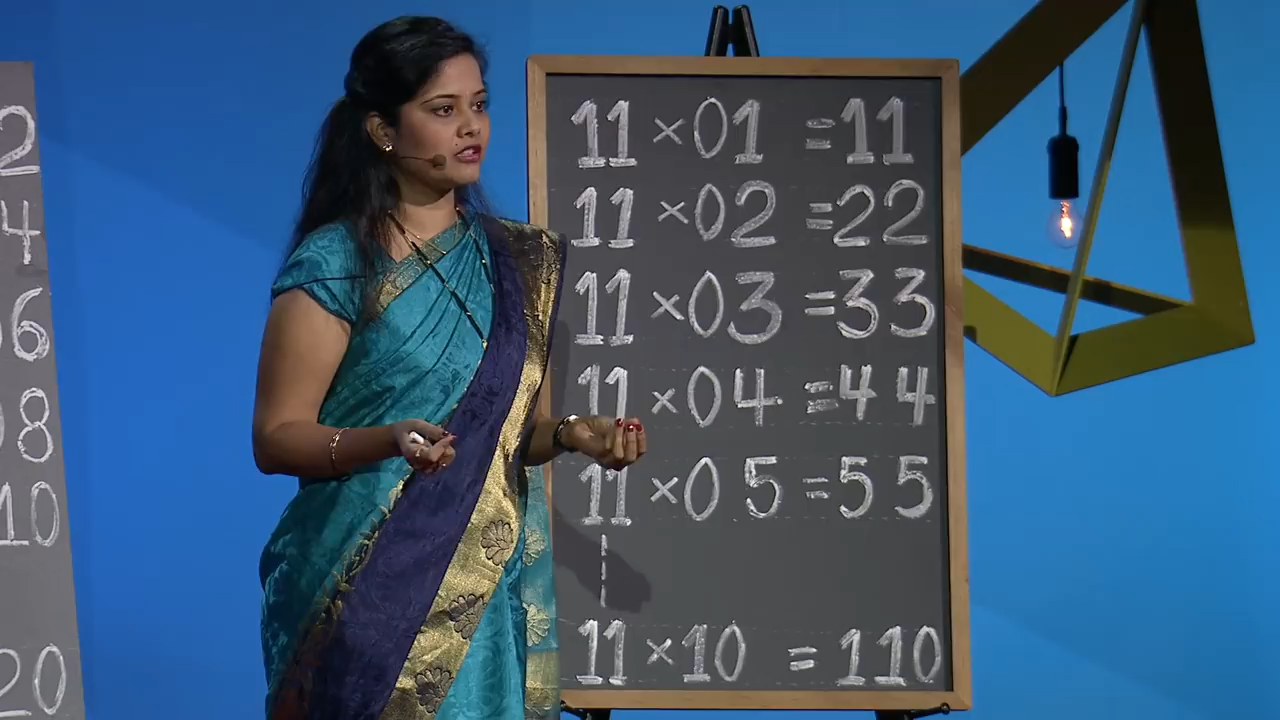 2
4
6
8
10
20
11 × 01 = 11
11 × 02 = 22
11 × 03 = 33
11 × 04 = 44
11 × 05 = 55
11 × 10 = 110